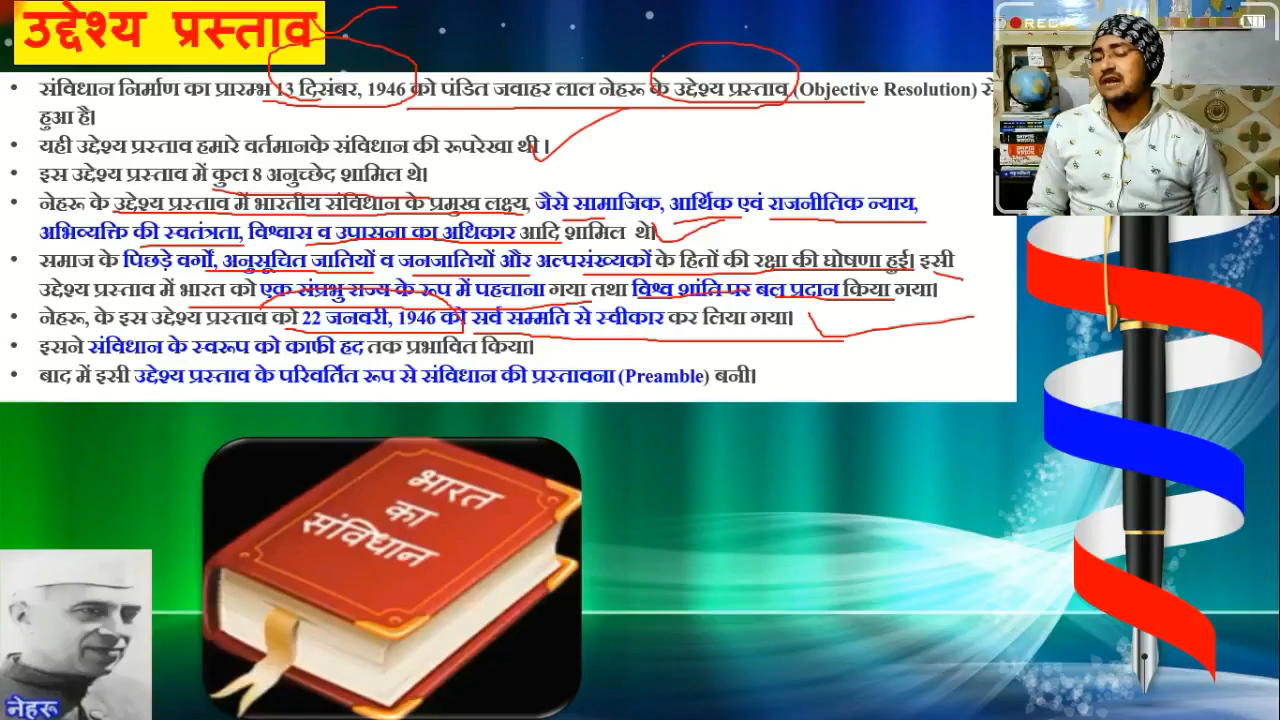 उद्देश्य प्रस्ताव
REC
• संविधान निर्माण का प्रारम्भ 13 दिसंबर, 1946 को पंडित जवाहर लाल नेहरू के उद्देश्य प्रस्ताव (Objective Resolution) से
हुआ है।
• यही उद्देश्य प्रस्ताव हमारे वर्तमान के संविधान की रूपरेखा थी।
• इस उद्देश्य प्रस्ताव में कुल 8 अनुच्छेद शामिल थे।
• नेहरू के उद्देश्य प्रस्ताव में भारतीय संविधान के प्रमुख लक्ष्य, जैसे सामाजिक, आर्थिक एवं राजनीतिक न्याय,
अभिव्यक्ति की स्वतंत्रता, विश्वास व उपासना का अधिकार आदि शामिल थे।
• समाज के पिछड़े वर्गों, अनुसूचित जातियों व जनजातियों और अल्पसंख्यकों के हितों की रक्षा की घोषणा हुई। इसी
उद्देश्य प्रस्ताव में भारत को एक संप्रभु राज्य के रूप में पहचाना गया तथा विश्व शांति पर बल प्रदान किया गया।
• नेहरू, के इस उद्देश्य प्रस्ताव को 22 जनवरी, 1946 को सर्व सम्मति से स्वीकार कर लिया गया।
• इसने संविधान के स्वरूप को काफी हद तक प्रभावित किया।
• बाद में इसी उद्देश्य प्रस्ताव के परिवर्तित रूप से संविधान की प्रस्तावना (Preamble) बनी।
भारत
का
संविधान
नेहरू